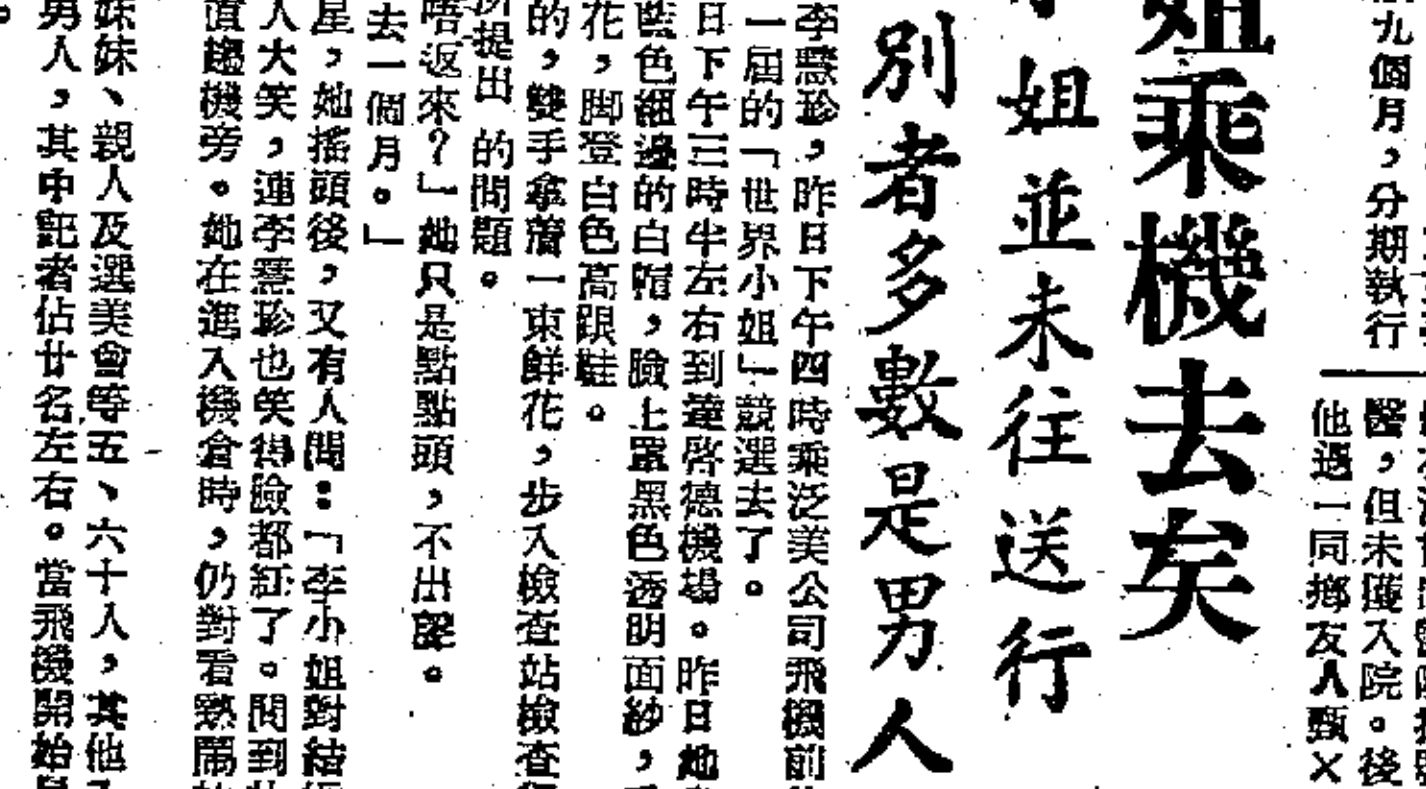 九個月,分期執行
醫,但未獲入院。後
他遇一同鄉友人甄×
姐乘機去矣
小姐並未往送行
別者多數是男人
李慧珍,昨日下午四時乘泛美公司飛機前
一屆的「世界小姐」競選去了。
日下午三時半左右到達啓德機場。昨日她
藍色細邊的白帽,臉上罩黑色透明面紗,
花,脚登白色高跟鞋。
的,雙手拿着一束鮮花,步入檢查站檢查
所提出的問題。
唔返來?」她只是點點頭,不出聲。
去一個月。」
星,她搖頭後,又有人問:「李小姐對結
人大笑,連李慧珍也笑得臉都紅了。問到
直趨機旁。她在進入機倉時,仍對看熱鬧
妹妹、親人及選美會等五、六十人,其他
男人,其中記者佔廿名左右。當飛機開始